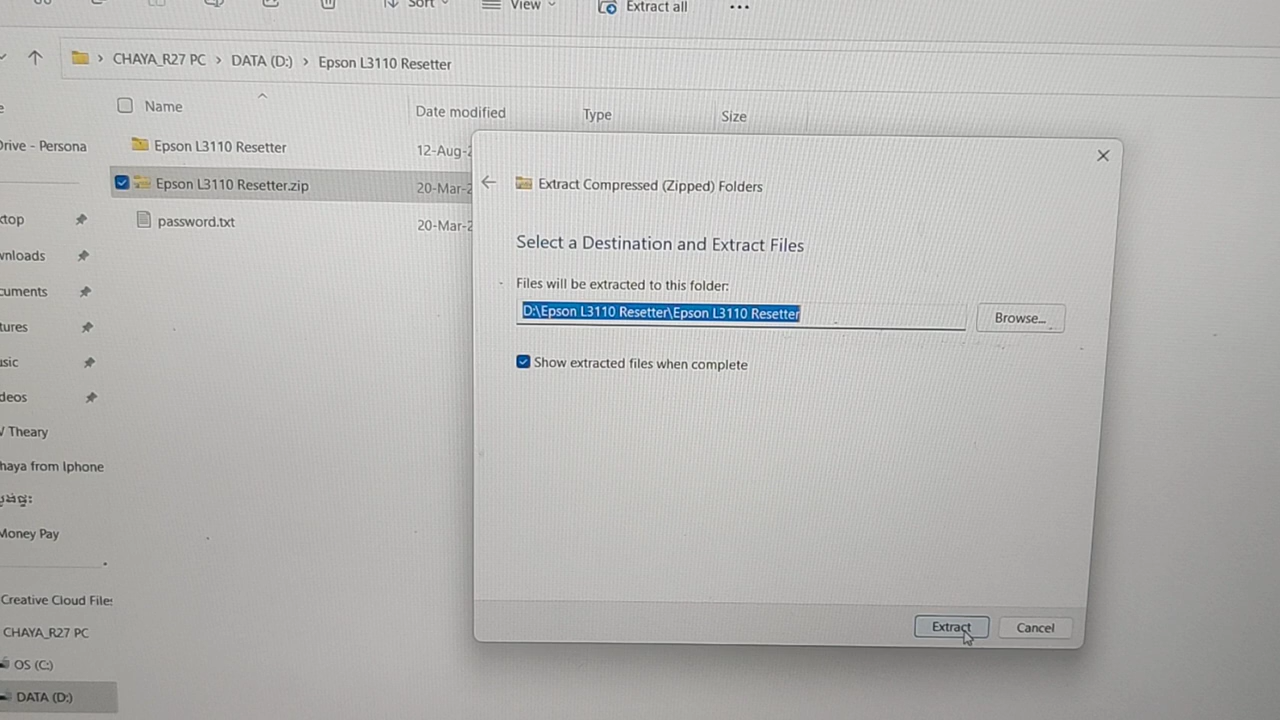 Sort
View
Extract all
CHAYA_R27 PC > DATA (D:) > Epson L3110 Resetter
Name
Date modified
Type
Size
Epson L3110 Resetter
12-Aug-2
Epson L3110 Resetter.zip
20-Mar-2
password.txt
20-Mar-2
Drive - Persona
ktop
wnloads
cuments
tures
usic
deos
V Theary
haya from Iphone
Money Pay
Creative Cloud Files
CHAYA_R27 PC
OS (C:)
DATA (D:)
Extract Compressed (Zipped) Folders
Select a Destination and Extract Files
Files will be extracted to this folder:
D:\Epson L3110 Resetter\Epson L3110 Resetter
Browse...
Show extracted files when complete
Extract
Cancel